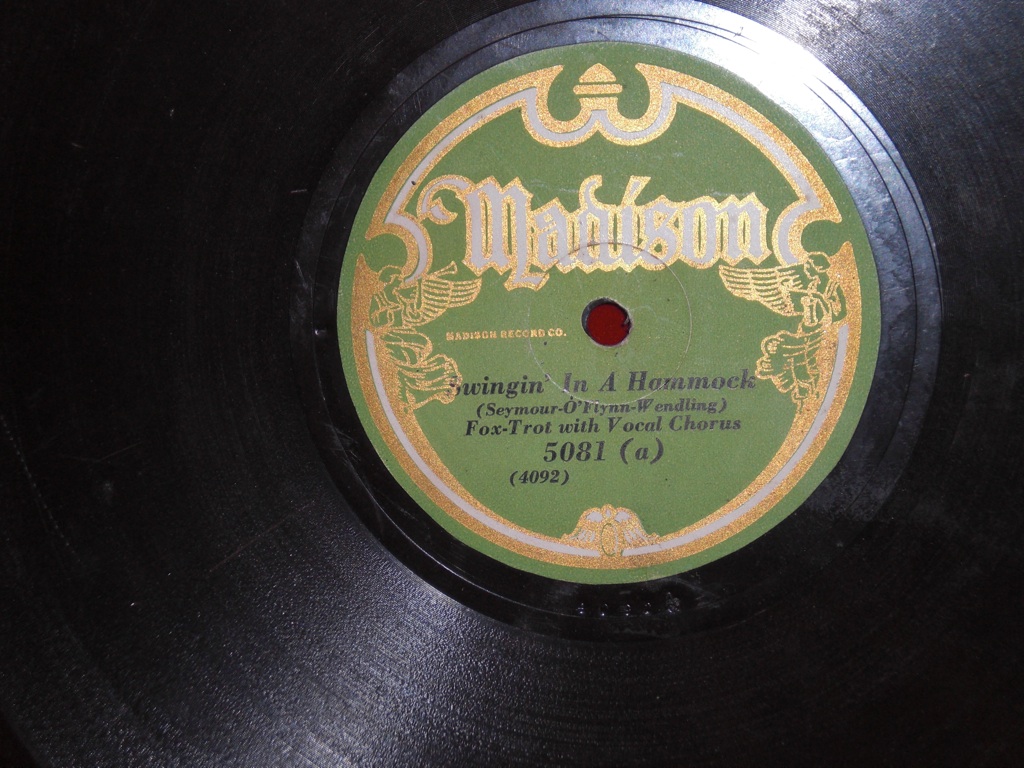 Madison
MADISON RECORD CO.
Swingin' In A Hammock
(Seymour-O'Flynn-Wendling)
Fox-Trot with Vocal Chorus
5081 (a)
(4092)